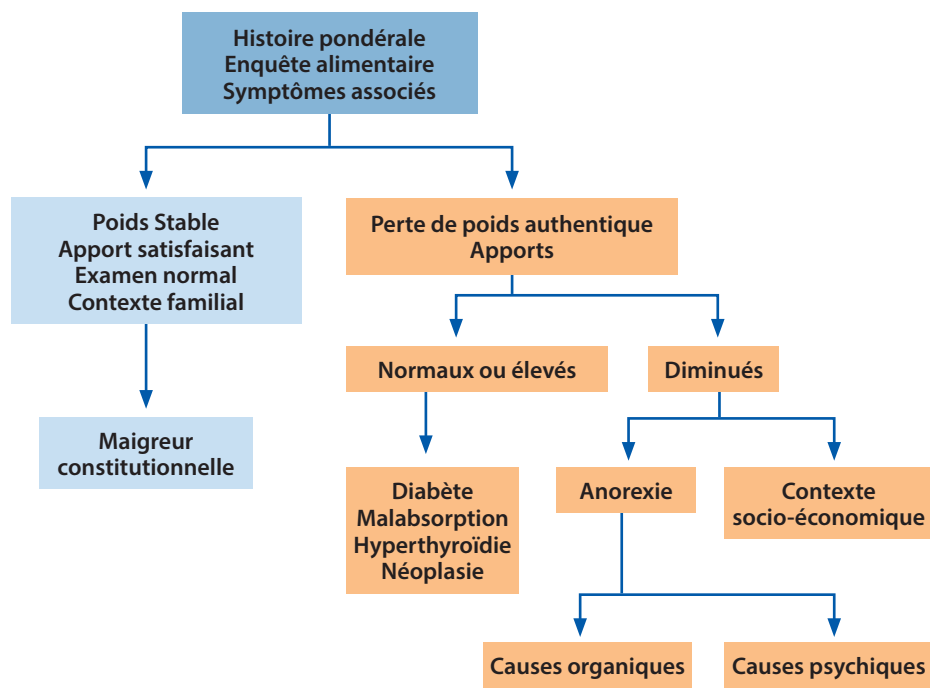 Histoire pondérale
Enquête alimentaire
Symptômes associés
Poids Stable
Apport satisfaisant
Examen normal
Contexte familial
Perte de poids authentique
Apports
Normaux ou élevés
Diminués
Maigreur
constitutionnelle
Diabète
Malabsorption
Hyperthyroïdie
Néoplasie
Anorexie
Contexte
socio-économique
Causes organiques
Causes psychiques